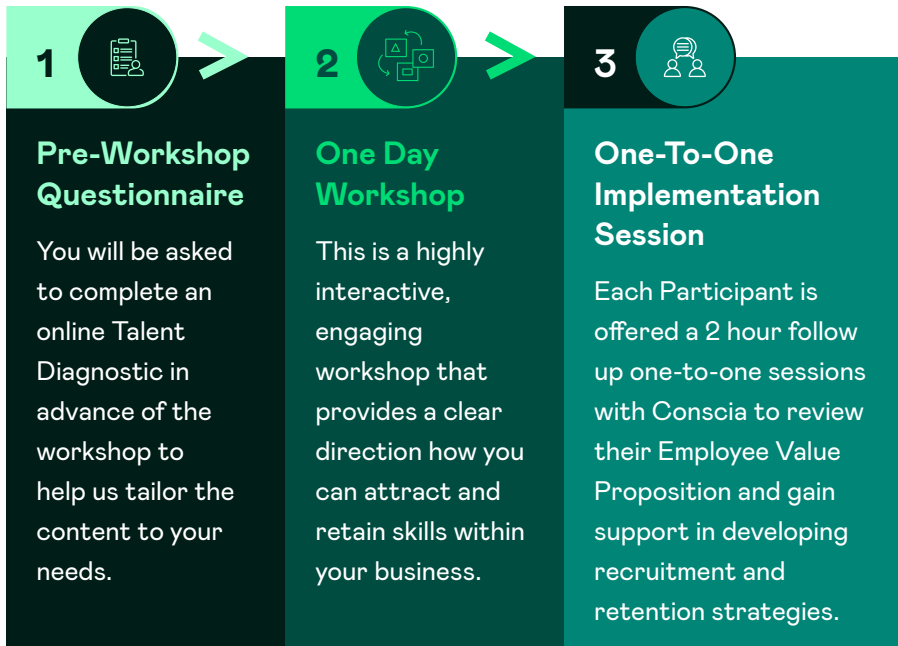 1
Pre-Workshop
Questionnaire
You will be asked
to complete an
online Talent
Diagnostic in
advance of the
workshop to
help us tailor the
content to your
needs.
2
One Day
Workshop
This is a highly
interactive,
engaging
workshop that
provides a clear
direction how you
can attract and
retain skills within
your business.
3
One-To-One
Implementation
Session
Each Participant is
offered a 2 hour follow
up one-to-one sessions
with Conscia to review
their Employee Value
Proposition and gain
support in developing
recruitment and
retention strategies.